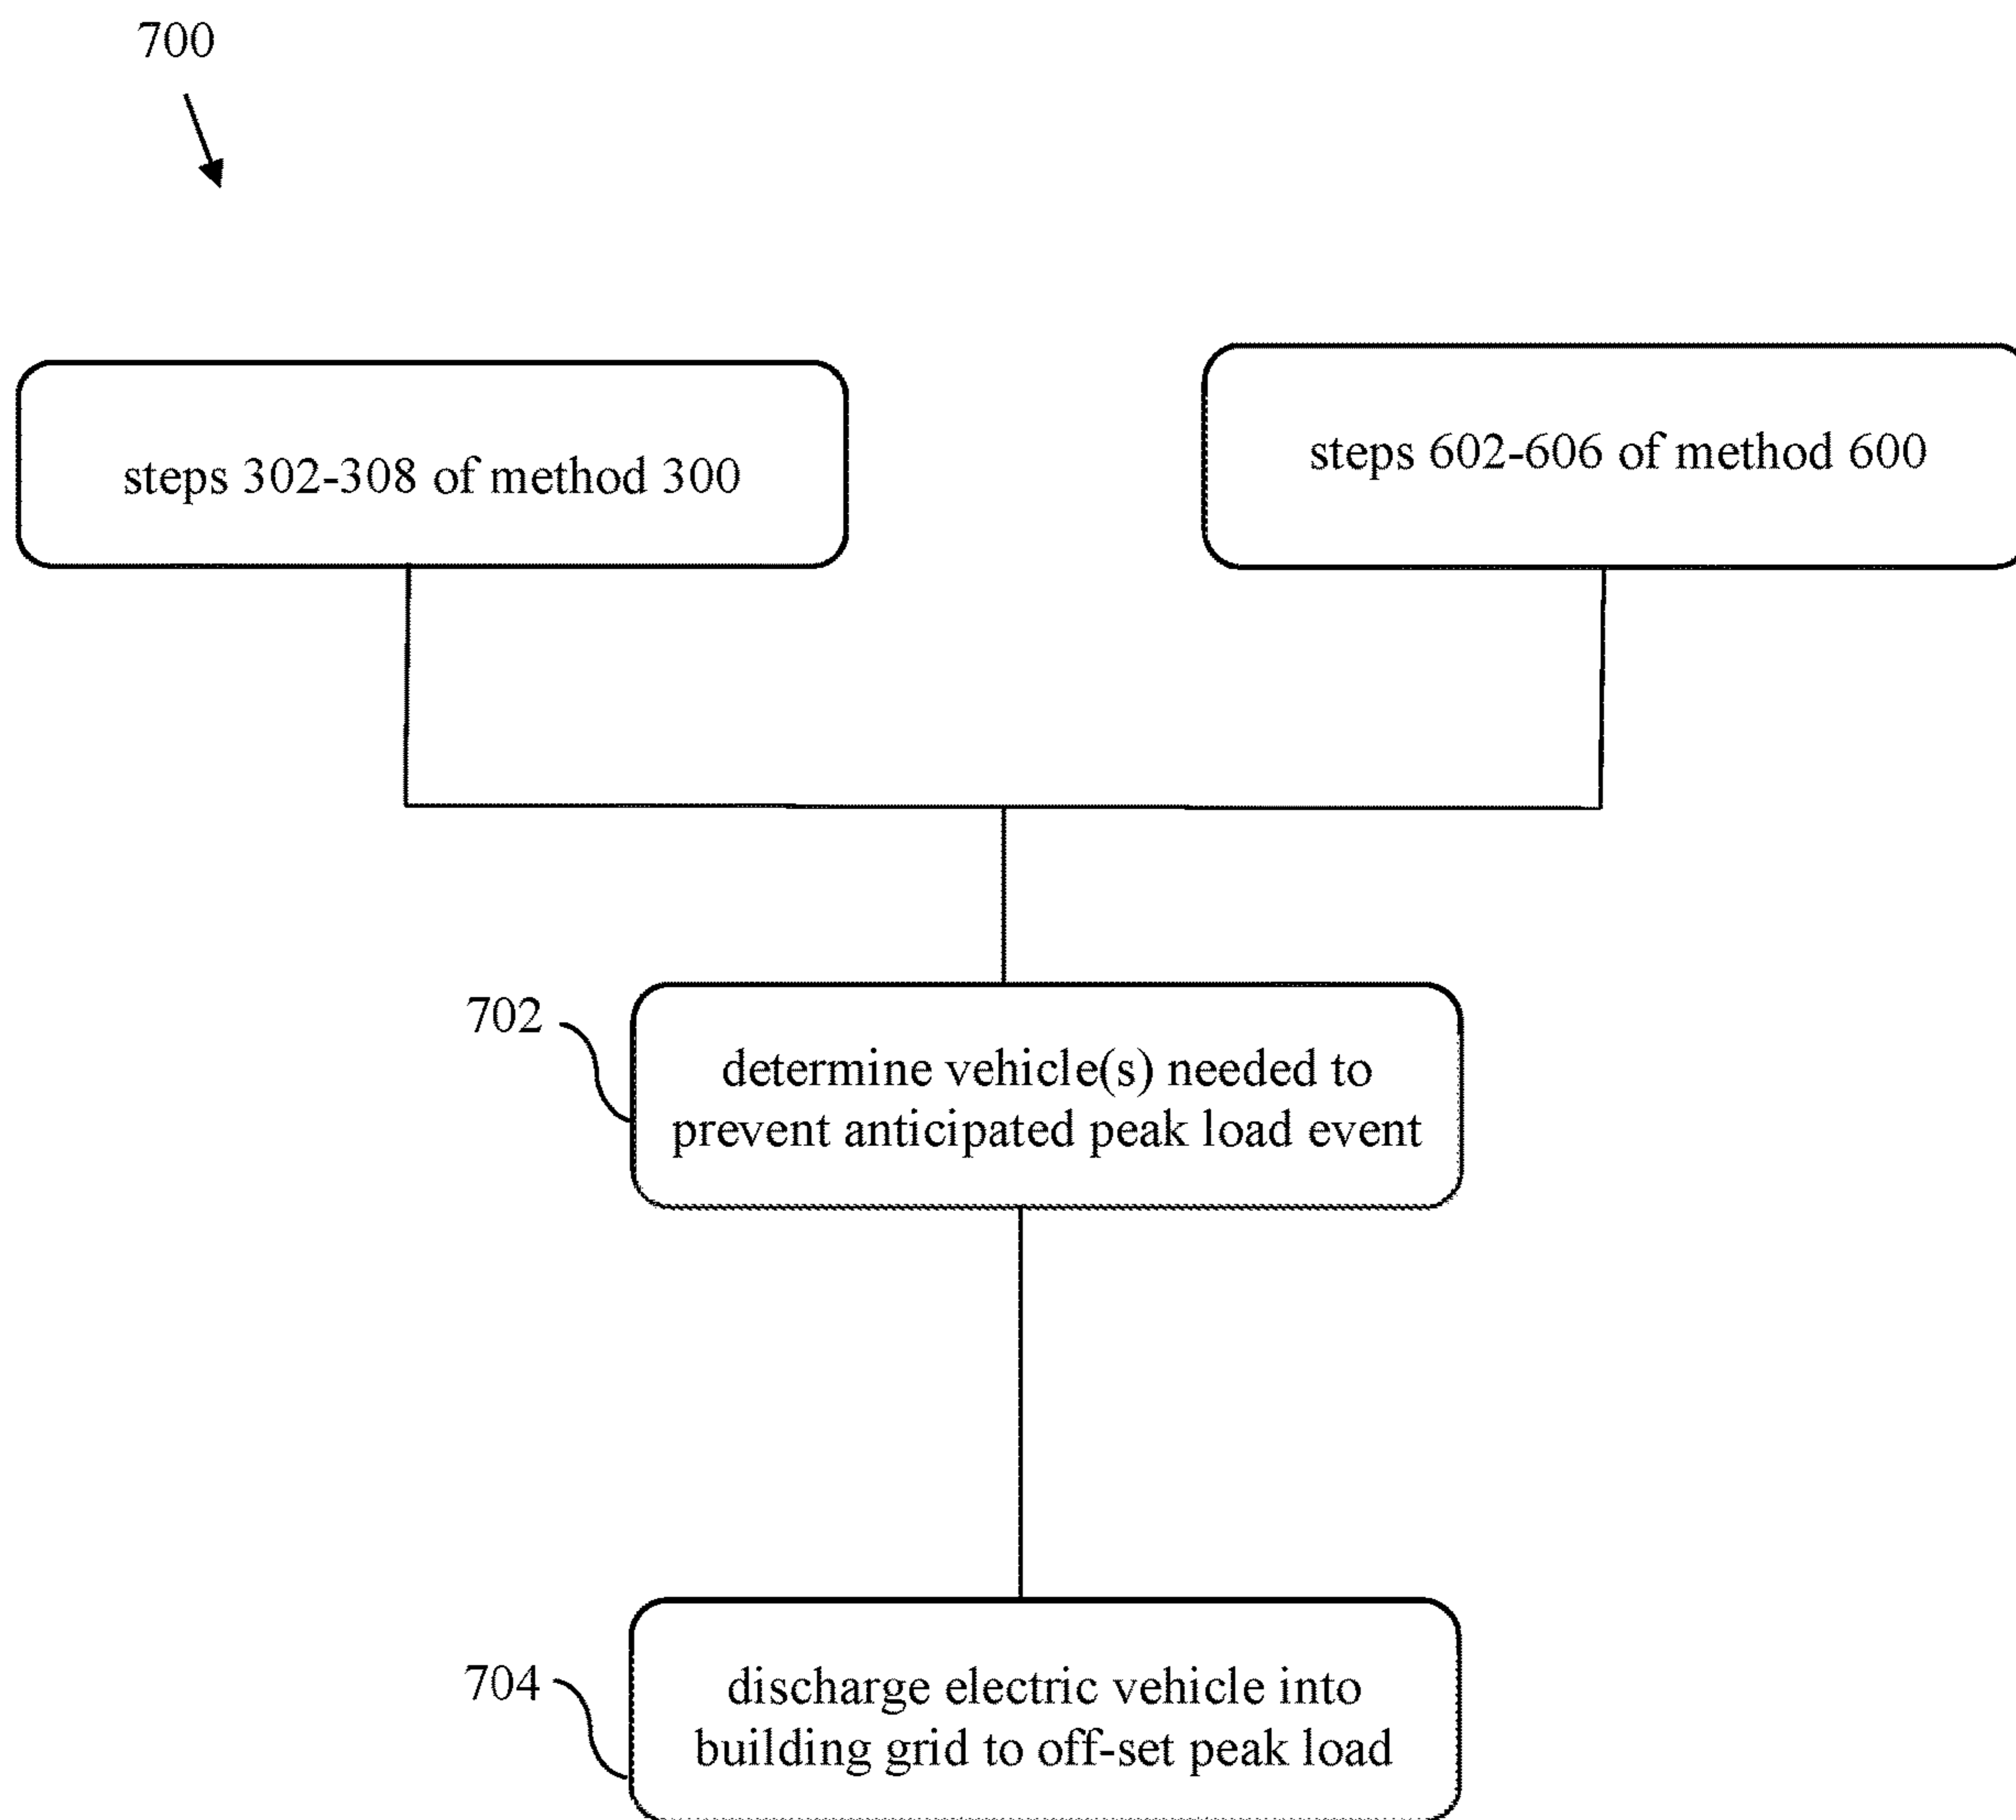 700
steps 302-308 of method 300
steps 602-606 of method 600
702
determine vehicle(s) needed to
prevent anticipated peak load event
704
discharge electric vehicle into
building grid to off-set peak load